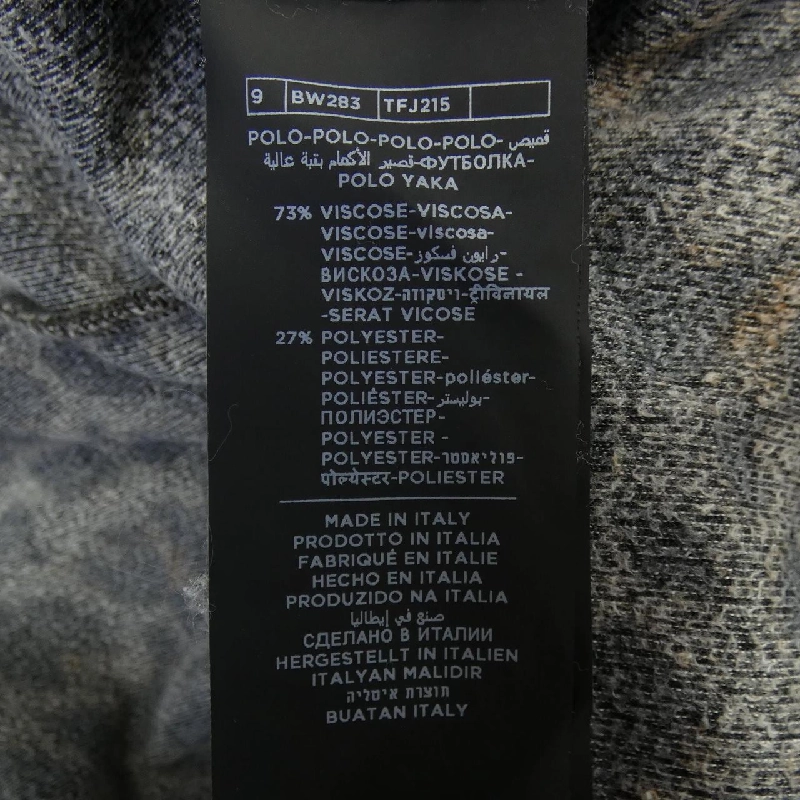 9 BW283 TFJ215
POLO-POLO-POLO-POLO- قميص
قصير الأكمام بتبة عالية-ФУТБОЛКА-
POLO YAKA
73% VISCOSE-VISCOSA-
VISCOSE-viscosa-
VISCOSE-رايون فسكوز-
ВИСКОЗА-VISKOSE -
VISKOZ-ויסקוזה-ट्रीविनायल
-SERAT VICOSE
27% POLYESTER-
POLIESTERE-
POLYESTER-poliéster-
POLIÉSTER-بوليستر-
ПОЛИЭСТЕР-
POLYESTER -
POLYESTER-פוליאסטר-
पोल्येस्टर-POLIESTER
MADE IN ITALY
PRODOTTO IN ITALIA
FABRIQUÉ EN ITALIE
HECHO EN ITALIA
PRODUZIDO NA ITALIA
صنع في إيطاليا
СДЕЛАНО В ИТАЛИИ
HERGESTELLT IN ITALIEN
ITALYAN MALIDIR
תוצרת איטליה
BUATAN ITALY